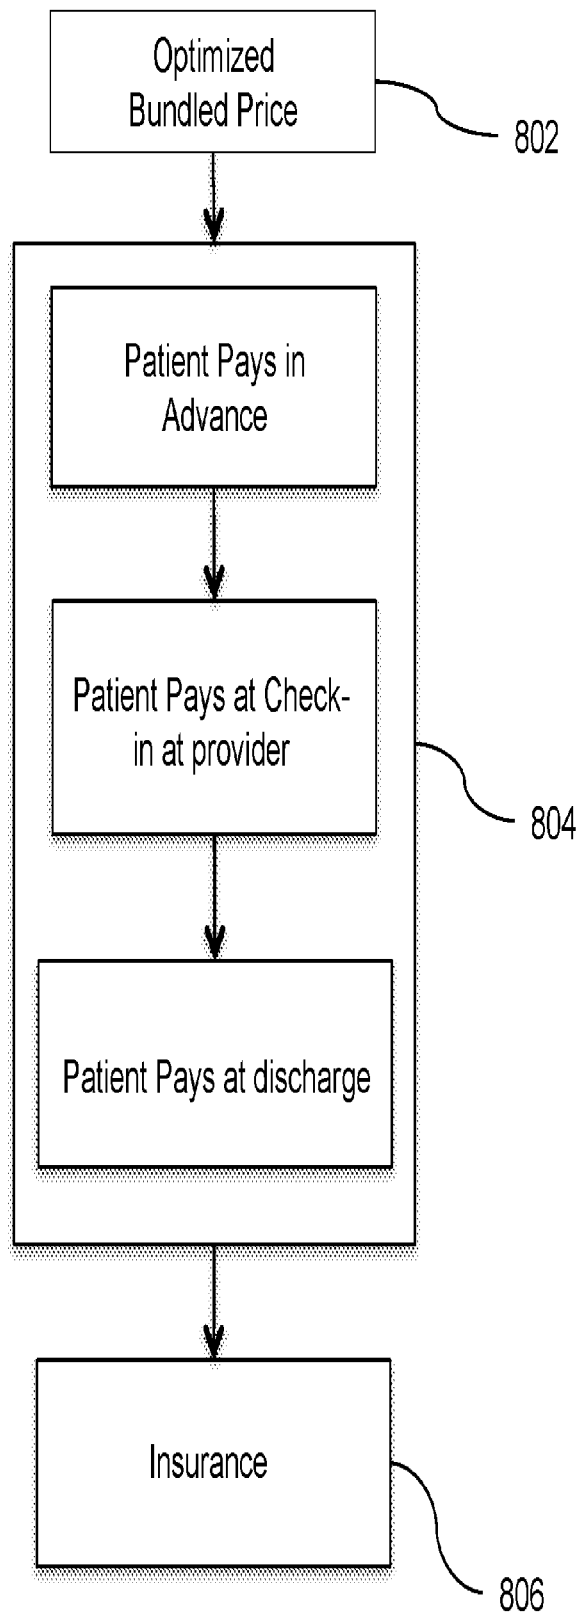 Optimized
Bundled Price
802
Patient Pays in
Advance
Patient Pays at Check-
in at provider
804
Patient Pays at discharge
Insurance
806